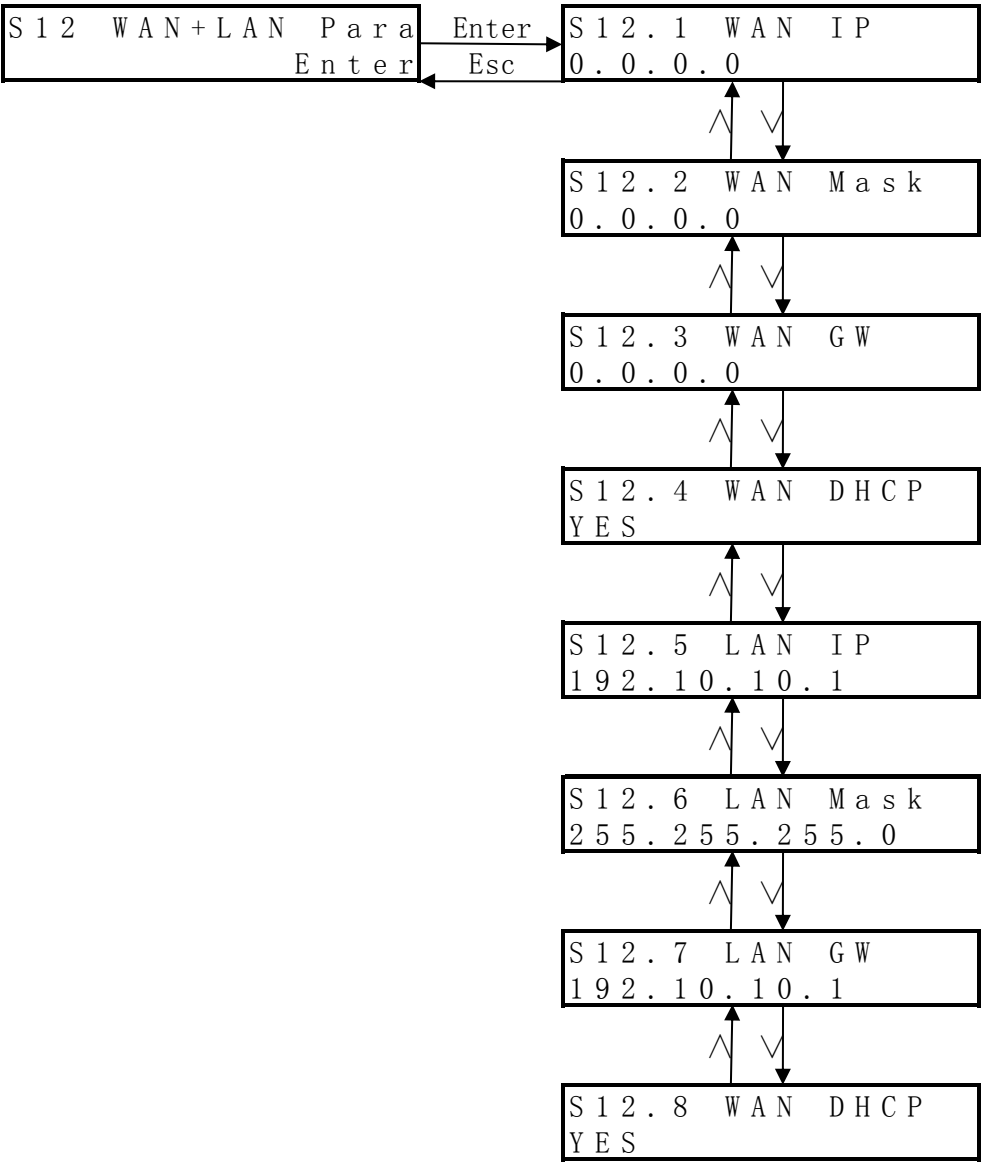 S12 WAN+LAN Para
Enter
Enter
Esc
S12.1 WAN IP
0.0.0.0
∧ ∨
S12.2 WAN Mask
0.0.0.0
∧ ∨
S12.3 WAN GW
0.0.0.0
∧ ∨
S12.4 WAN DHCP
YES
∧ ∨
S12.5 LAN IP
192.10.10.1
∧ ∨
S12.6 LAN Mask
255.255.255.0
∧ ∨
S12.7 LAN GW
192.10.10.1
∧ ∨
S12.8 WAN DHCP
YES